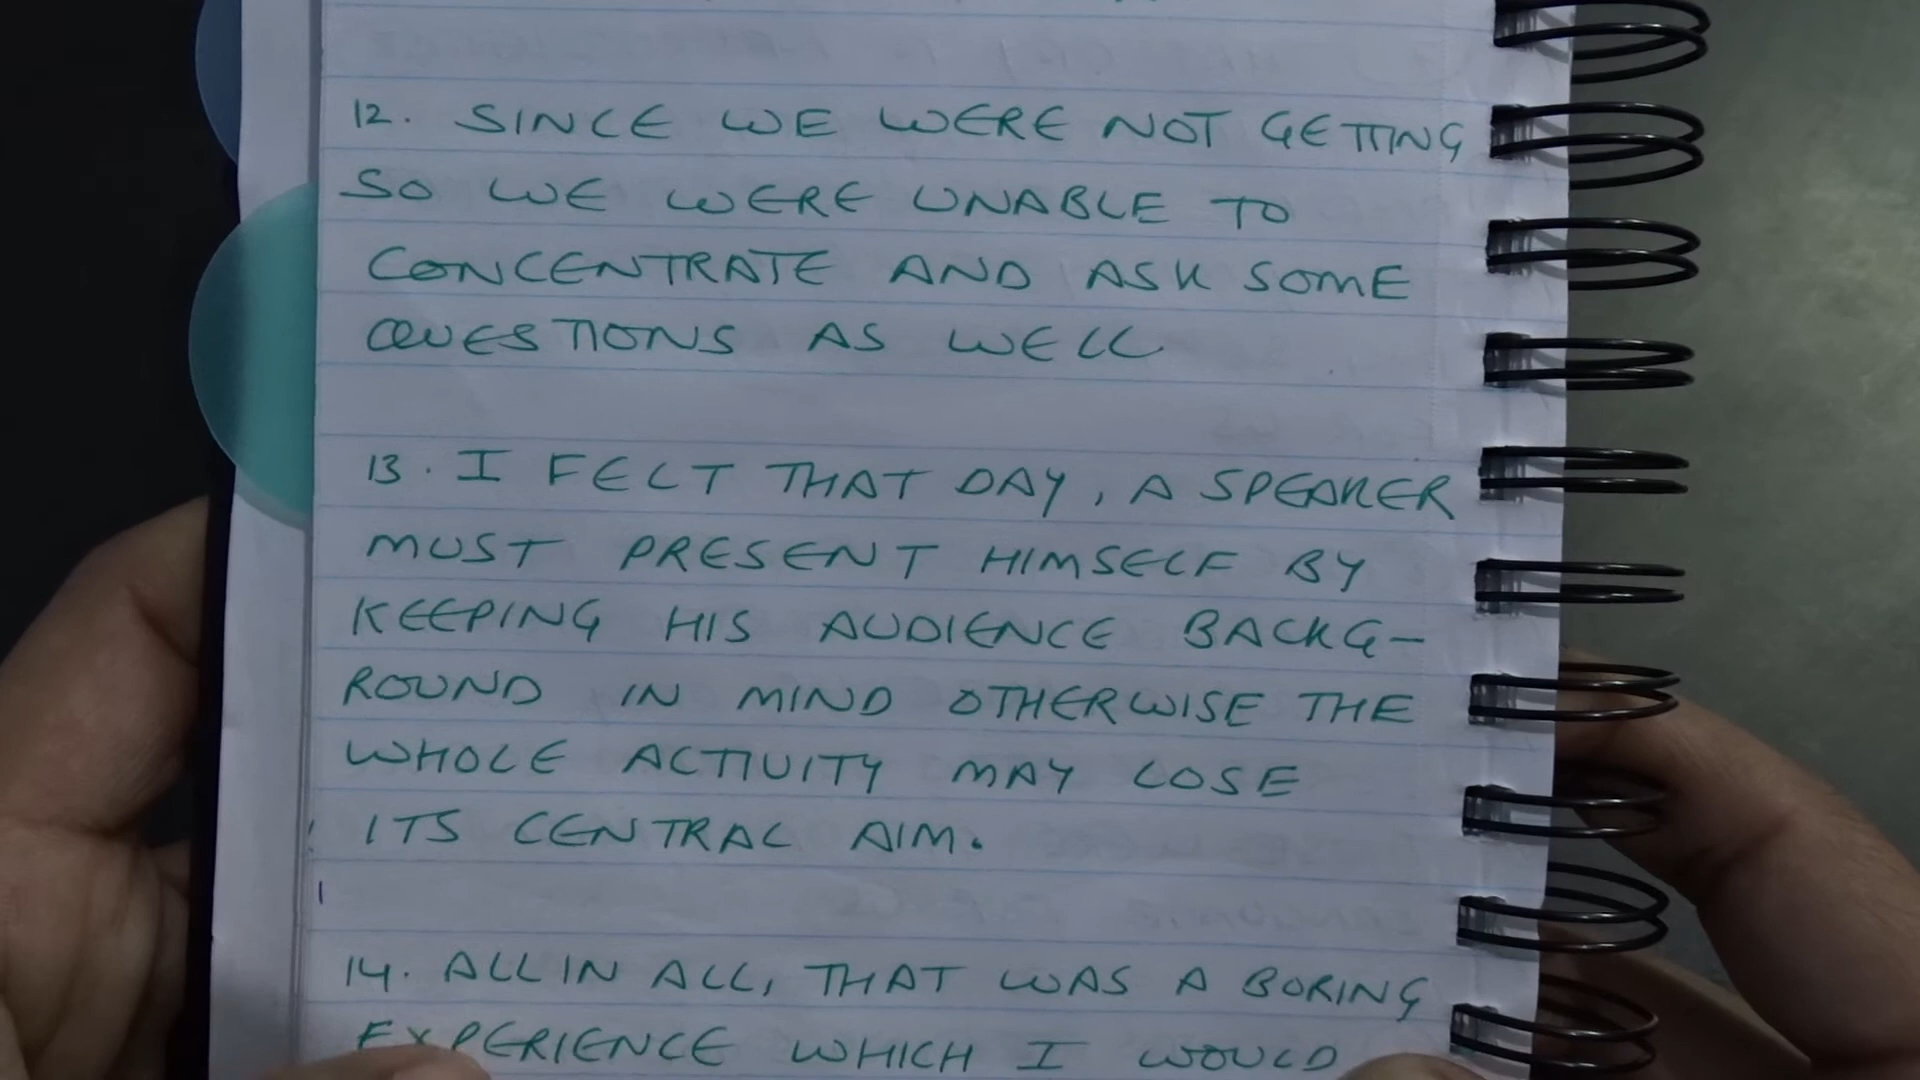 12. SINCE WE WERE NOT GETTING
SO WE WERE UNABLE TO
CONCENTRATE AND ASK SOME
QUESTIONS AS WELL
13. I FELT THAT DAY, A SPEAKER
MUST PRESENT HIMSELF BY
KEEPING HIS AUDIENCE BACKG-
ROUND IN MIND OTHERWISE THE
WHOLE ACTIVITY MAY LOSE
ITS CENTRAL AIM.
14. ALL IN ALL, THAT WAS A BORING
EXPERIENCE WHICH I WOULD